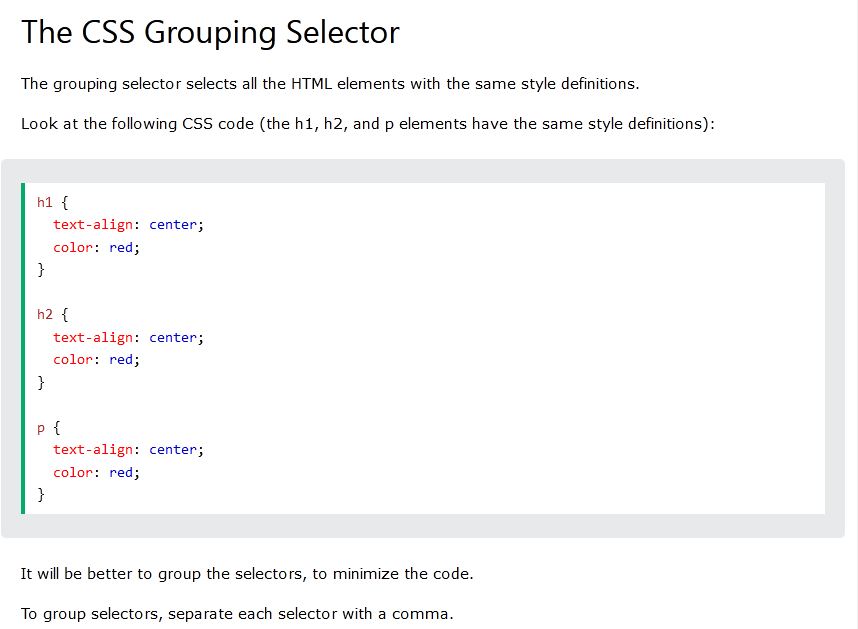 The CSS Grouping Selector
The grouping selector selects all the HTML elements with the same style definitions.
Look at the following CSS code (the h1, h2, and p elements have the same style definitions):
h1 {
  text-align: center;
  color: red;
}
h2 {
  text-align: center;
  color: red;
}
p {
  text-align: center;
  color: red;
}
It will be better to group the selectors, to minimize the code.
To group selectors, separate each selector with a comma.